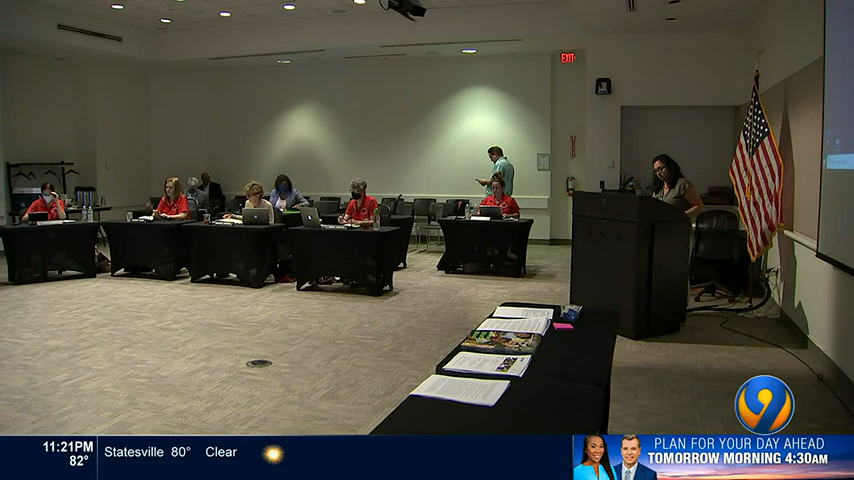 EXIT
9
11:21PM
82°
Statesville 80° Clear
PLAN FOR YOUR DAY AHEAD
TOMORROW MORNING 4:30AM